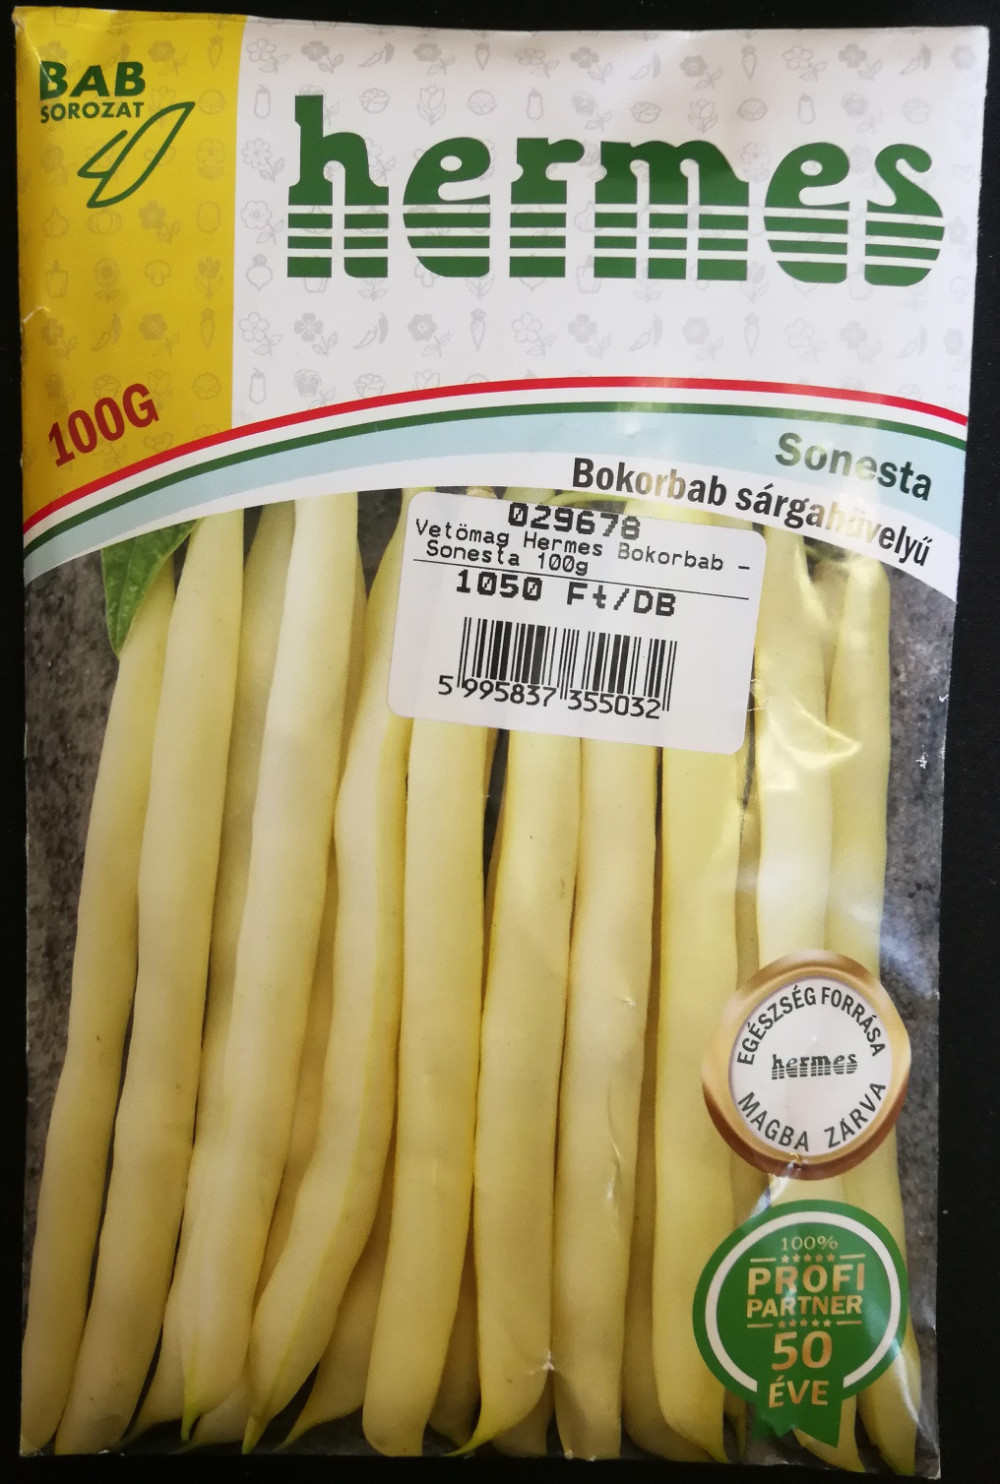 BAB
SOROZAT
hermes
100G
Sonesta
Bokorbab sárgahüvelyű
029678
Vetömag Hermes Bokorbab –
Sonesta 100g
1050 Ft/DB
5 995837 355032
EGÉSZSÉG FORRÁSA
hermes
MAGBA ZÁRVA
100%
PROFI
PARTNER
50
ÉVE